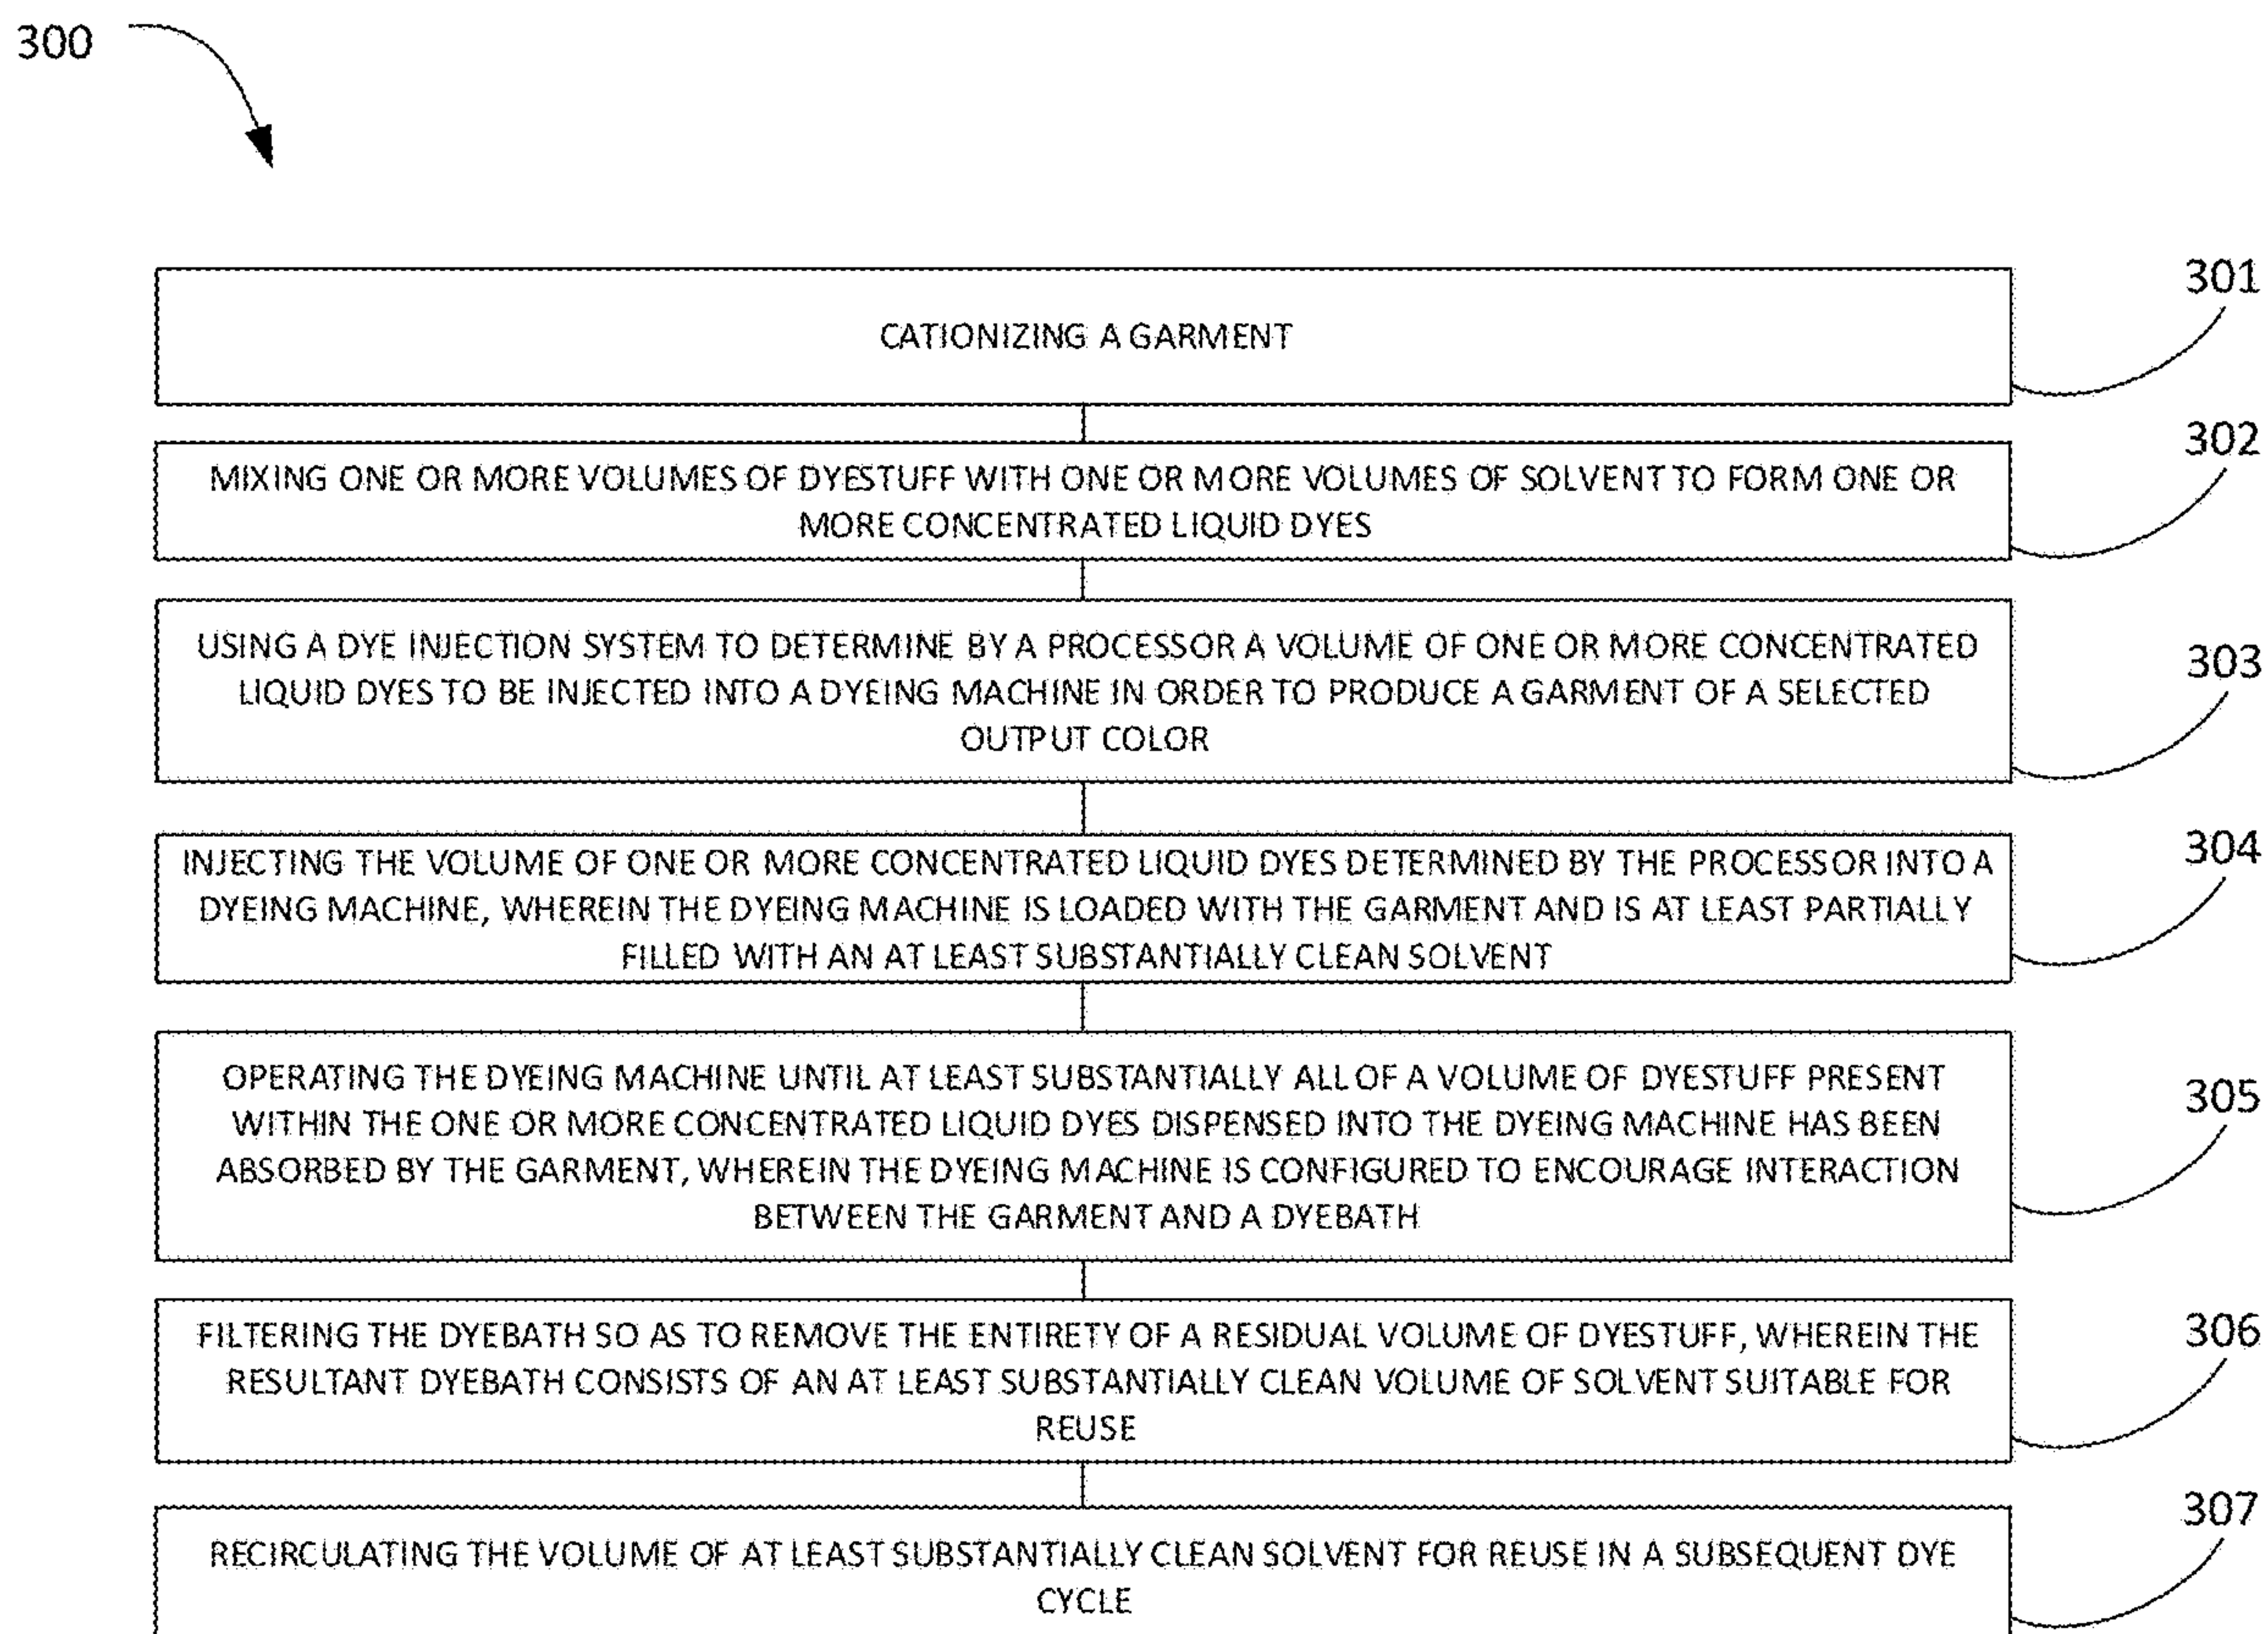 300
301
CATIONIZING A GARMENT
302
MIXING ONE OR MORE VOLUMES OF DYESTUFF WITH ONE OR MORE VOLUMES OF SOLVENT TO FORM ONE OR
MORE CONCENTRATED LIQUID DYES
303
USING A DYE INJECTION SYSTEM TO DETERMINE BY A PROCESSOR A VOLUME OF ONE OR MORE CONCENTRATED
LIQUID DYES TO BE INJECTED INTO A DYEING MACHINE IN ORDER TO PRODUCE A GARMENT OF A SELECTED
OUTPUT COLOR
304
INJECTING THE VOLUME OF ONE OR MORE CONCENTRATED LIQUID DYES DETERMINED BY THE PROCESSOR INTO A
DYEING MACHINE, WHEREIN THE DYEING MACHINE IS LOADED WITH THE GARMENT AND IS AT LEAST PARTIALLY
FILLED WITH AN AT LEAST SUBSTANTIALLY CLEAN SOLVENT
305
OPERATING THE DYEING MACHINE UNTIL AT LEAST SUBSTANTIALLY ALL OF A VOLUME OF DYESTUFF PRESENT
WITHIN THE ONE OR MORE CONCENTRATED LIQUID DYES DISPENSED INTO THE DYEING MACHINE HAS BEEN
ABSORBED BY THE GARMENT, WHEREIN THE DYEING MACHINE IS CONFIGURED TO ENCOURAGE INTERACTION
BETWEEN THE GARMENT AND A DYEBATH
306
FILTERING THE DYEBATH SO AS TO REMOVE THE ENTIRETY OF A RESIDUAL VOLUME OF DYESTUFF, WHEREIN THE
RESULTANT DYEBATH CONSISTS OF AN AT LEAST SUBSTANTIALLY CLEAN VOLUME OF SOLVENT SUITABLE FOR
REUSE
307
RECIRCULATING THE VOLUME OF AT LEAST SUBSTANTIALLY CLEAN SOLVENT FOR REUSE IN A SUBSEQUENT DYE
CYCLE